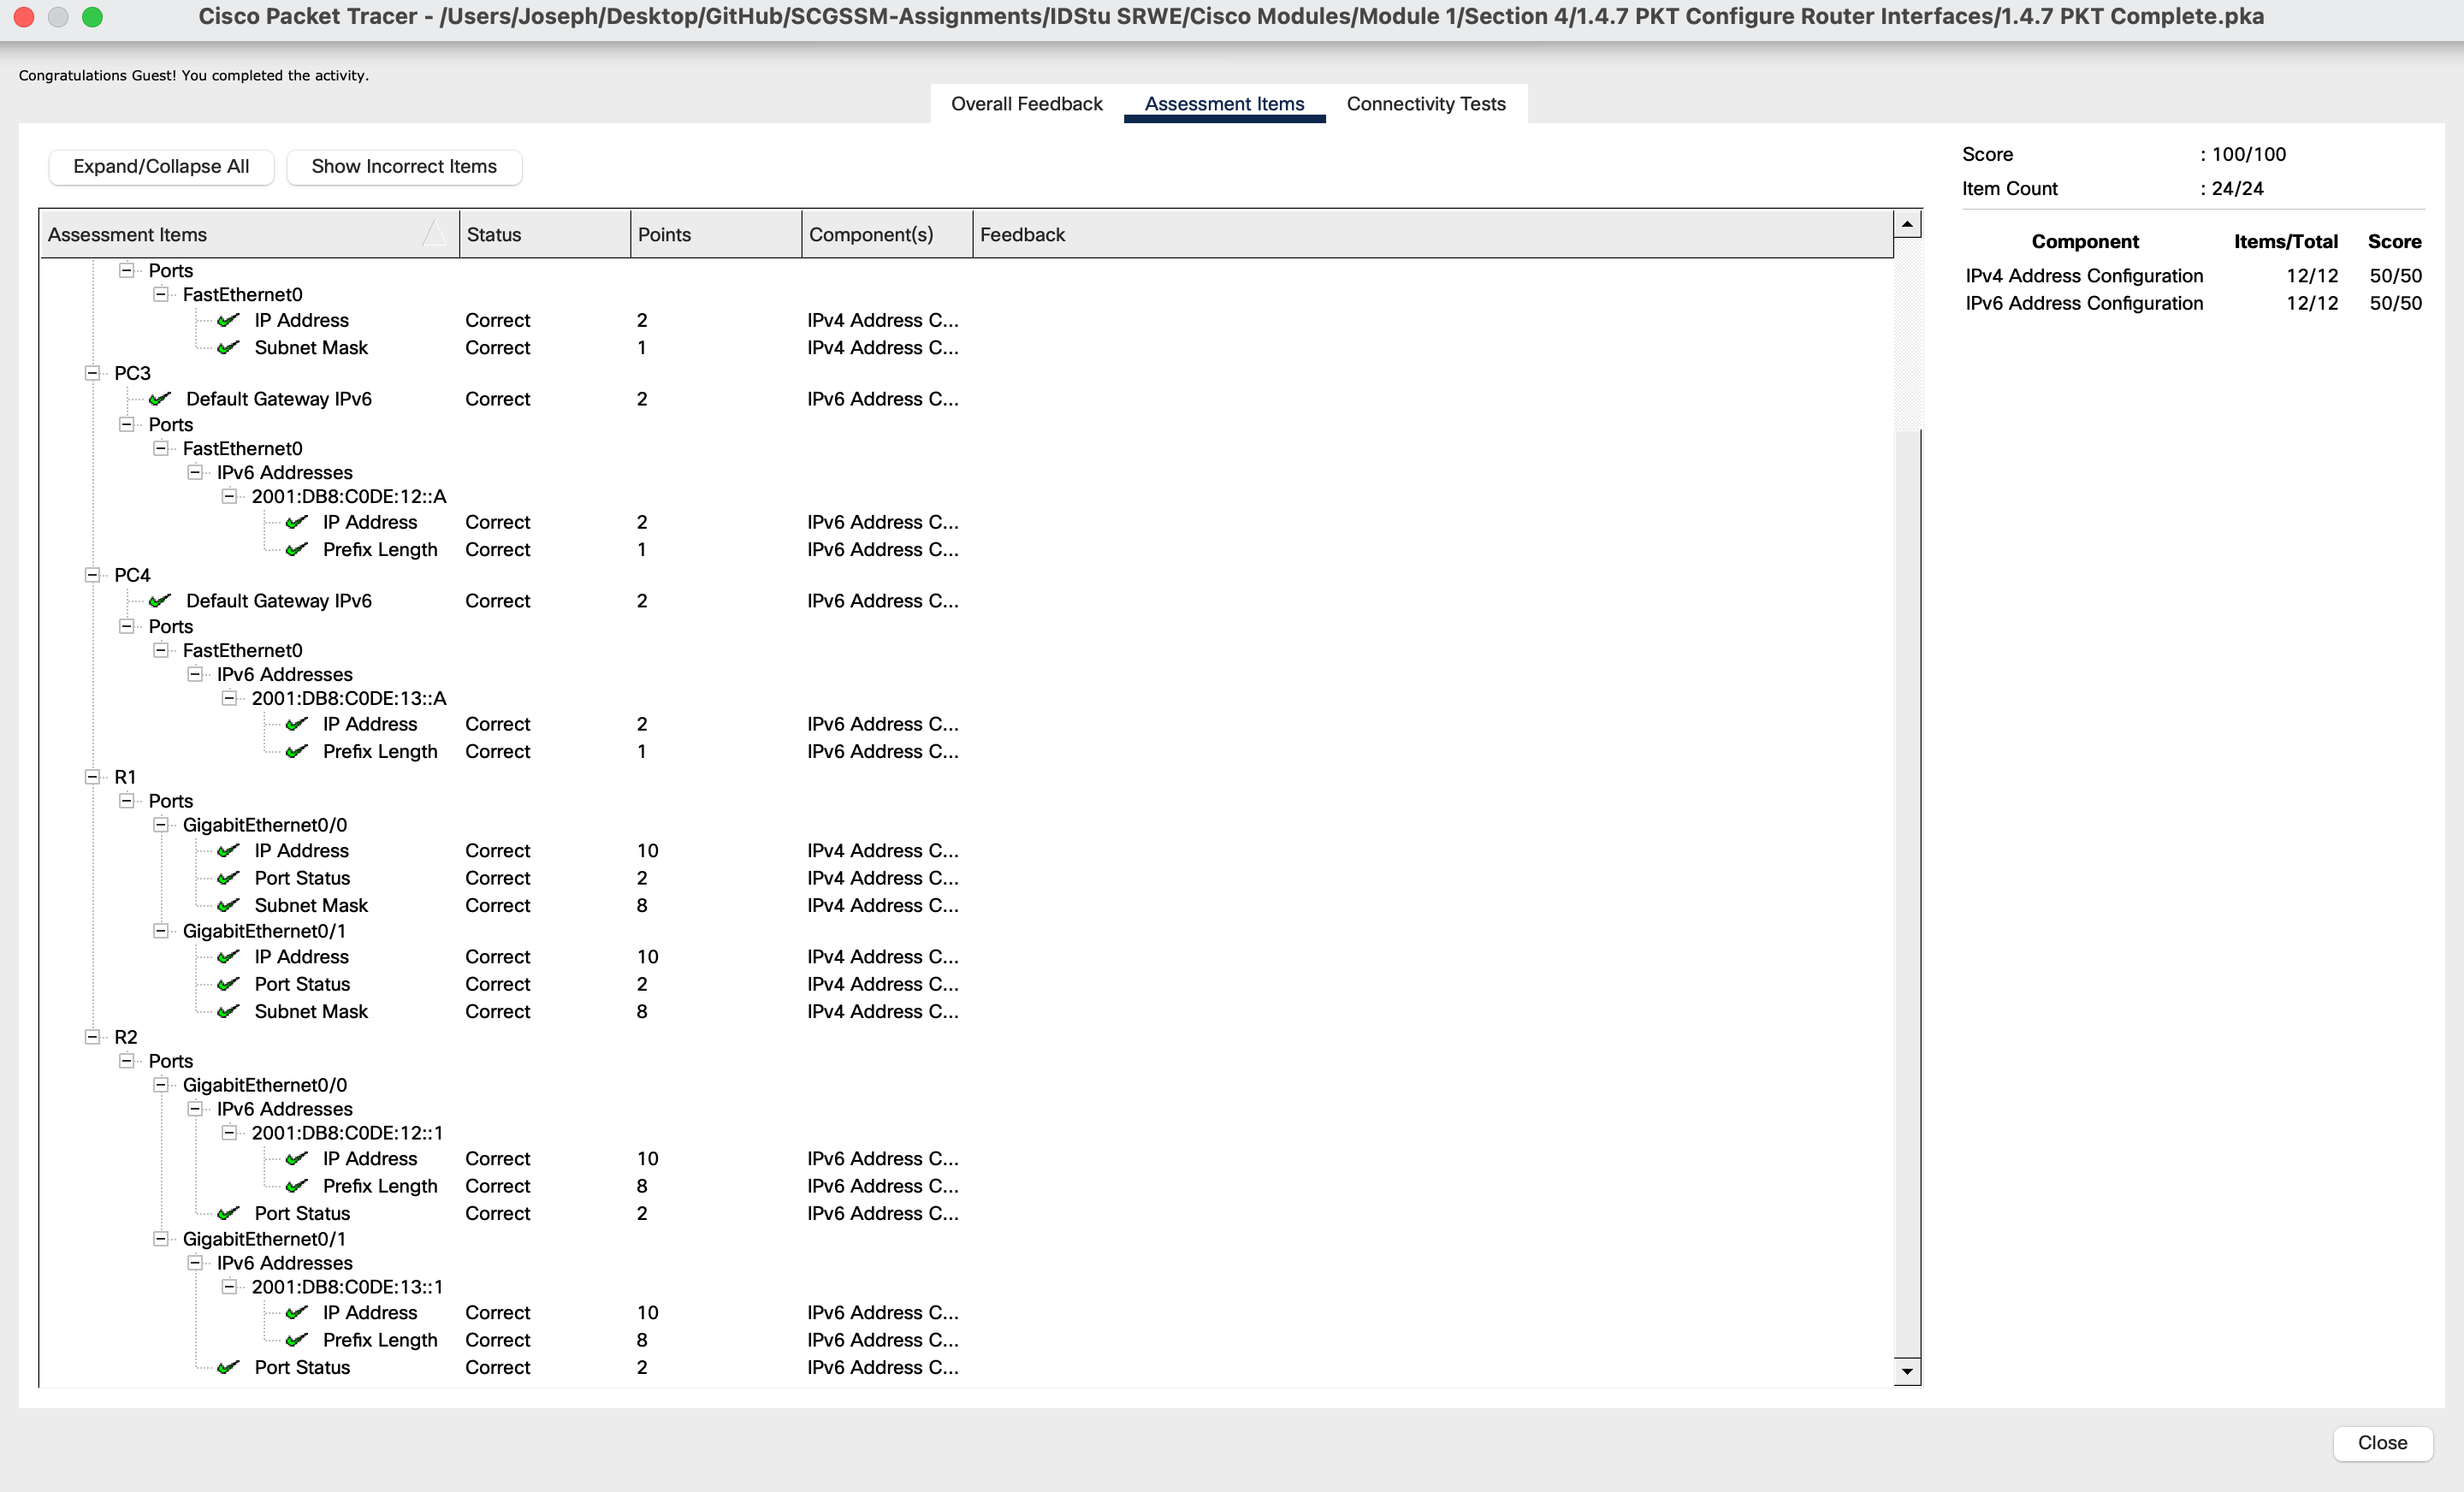 Cisco Packet Tracer - /Users/Joseph/Desktop/GitHub/SCGSSM-Assignments/IDStu SRWE/Cisco Modules/Module 1/Section 4/1.4.7 PKT Configure Router Interfaces/1.4.7 PKT Complete.pka
Congratulations Guest! You completed the activity.
Overall Feedback Assessment Items Connectivity Tests
Expand/Collapse All Show Incorrect Items
Score : 100/100
Item Count : 24/24
Component Items/Total Score
IPv4 Address Configuration 12/12 50/50
IPv6 Address Configuration 12/12 50/50
Assessment Items Status Points Component(s) Feedback
Ports
FastEthernet0
IP Address Correct 2 IPv4 Address C...
Subnet Mask Correct 1 IPv4 Address C...
PC3
Default Gateway IPv6 Correct 2 IPv6 Address C...
Ports
FastEthernet0
IPv6 Addresses
2001:DB8:C0DE:12::A
IP Address Correct 2 IPv6 Address C...
Prefix Length Correct 1 IPv6 Address C...
PC4
Default Gateway IPv6 Correct 2 IPv6 Address C...
Ports
FastEthernet0
IPv6 Addresses
2001:DB8:C0DE:13::A
IP Address Correct 2 IPv6 Address C...
Prefix Length Correct 1 IPv6 Address C...
R1
Ports
GigabitEthernet0/0
IP Address Correct 10 IPv4 Address C...
Port Status Correct 2 IPv4 Address C...
Subnet Mask Correct 8 IPv4 Address C...
GigabitEthernet0/1
IP Address Correct 10 IPv4 Address C...
Port Status Correct 2 IPv4 Address C...
Subnet Mask Correct 8 IPv4 Address C...
R2
Ports
GigabitEthernet0/0
IPv6 Addresses
2001:DB8:C0DE:12::1
IP Address Correct 10 IPv6 Address C...
Prefix Length Correct 8 IPv6 Address C...
Port Status Correct 2 IPv6 Address C...
GigabitEthernet0/1
IPv6 Addresses
2001:DB8:C0DE:13::1
IP Address Correct 10 IPv6 Address C...
Prefix Length Correct 8 IPv6 Address C...
Port Status Correct 2 IPv6 Address C...
Close